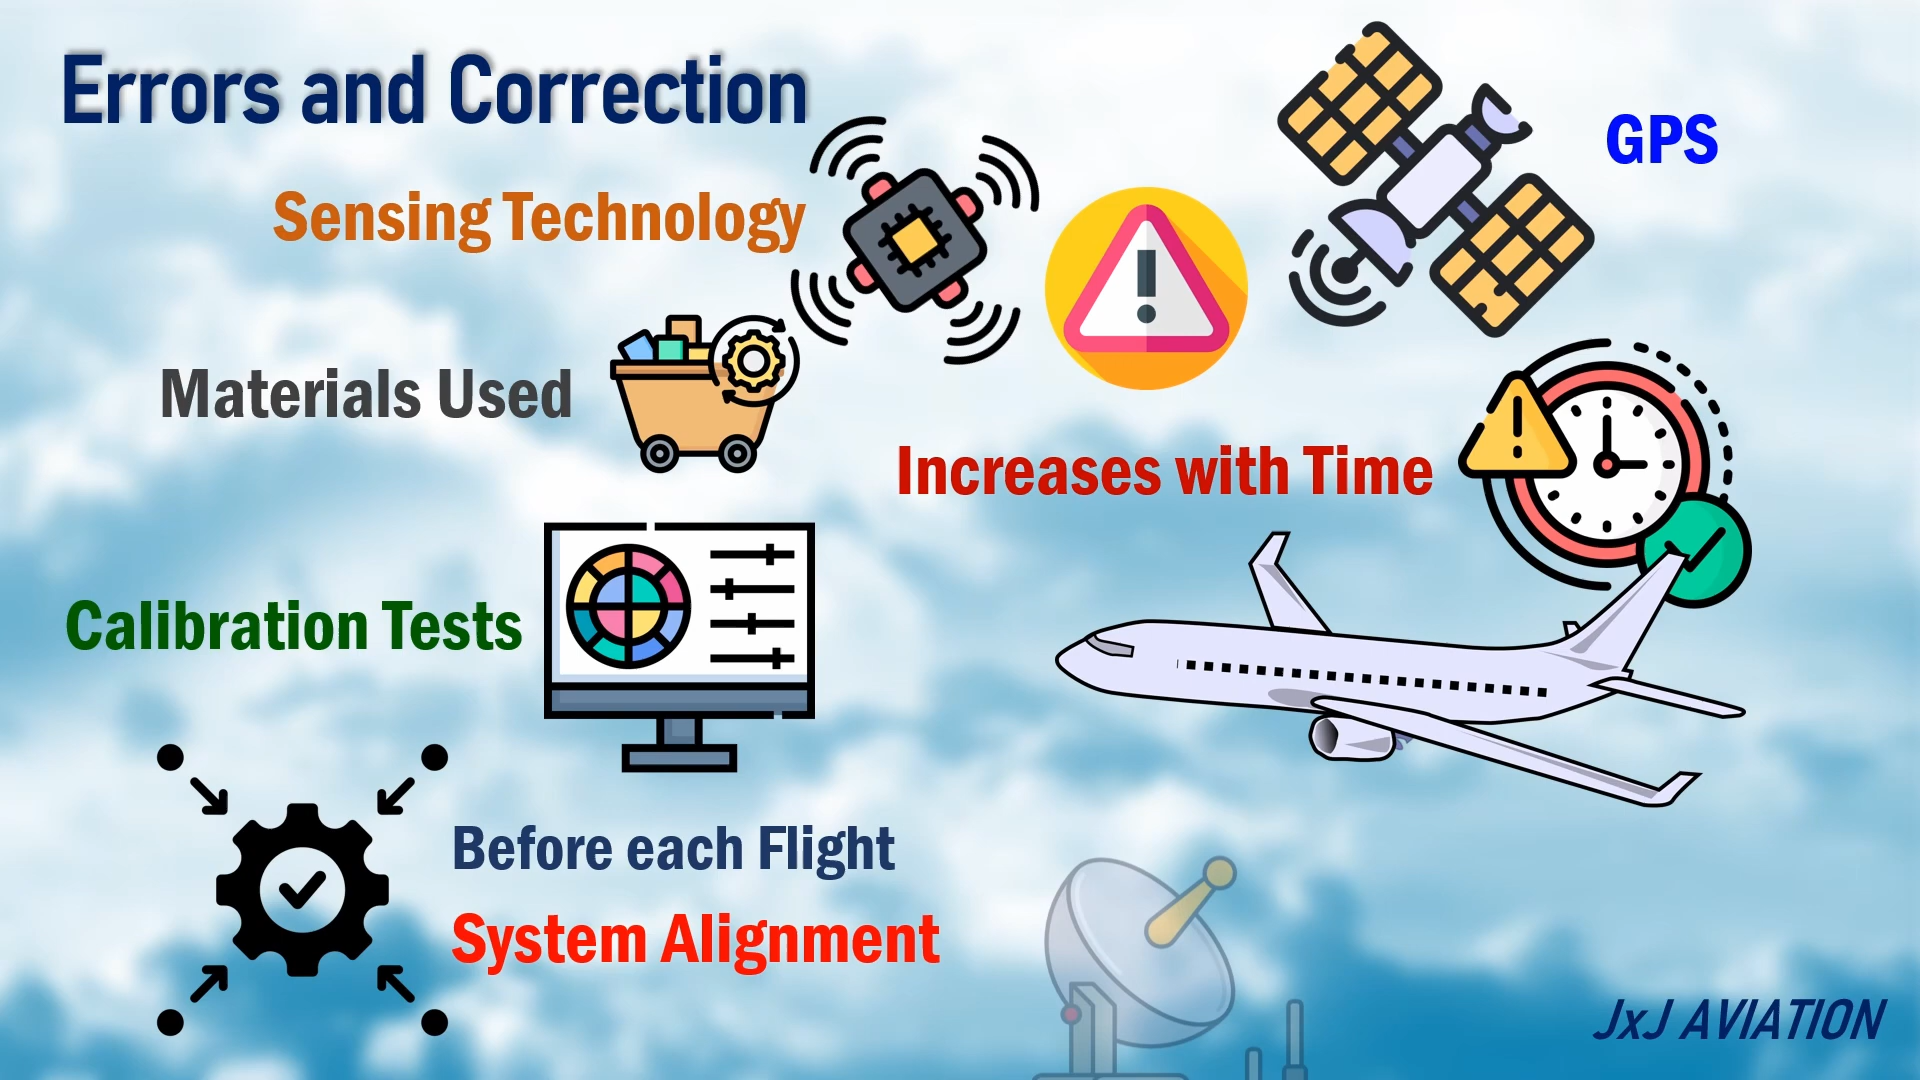 Errors and Correction
GPS
Sensing Technology
Materials Used
Increases with Time
Calibration Tests
Before each Flight
System Alignment
JxJ AVIATION